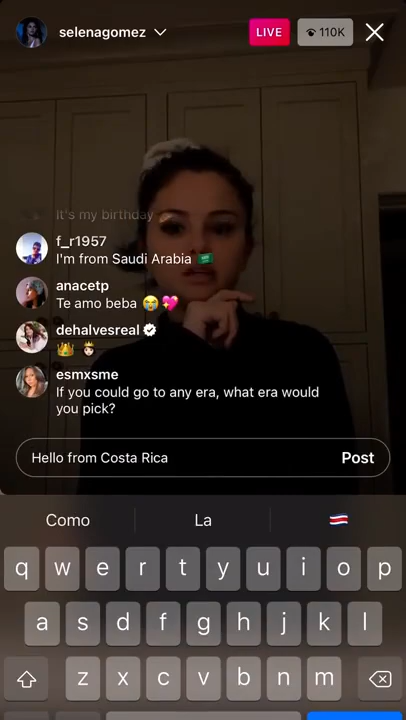 selenagomez
LIVE
110K
It's my birthday
f_r1957
I'm from Saudi Arabia 🇸🇦
anacetp
Te amo beba 😭💖
dehalvesreal
👑 👸🏻
esmxsme
If you could go to any era, what era would
you pick?
Hello from Costa Rica
Post
Como
La
🇨🇷
q w e r t y u i o p
a s d f g h j k l
z x c v b n m